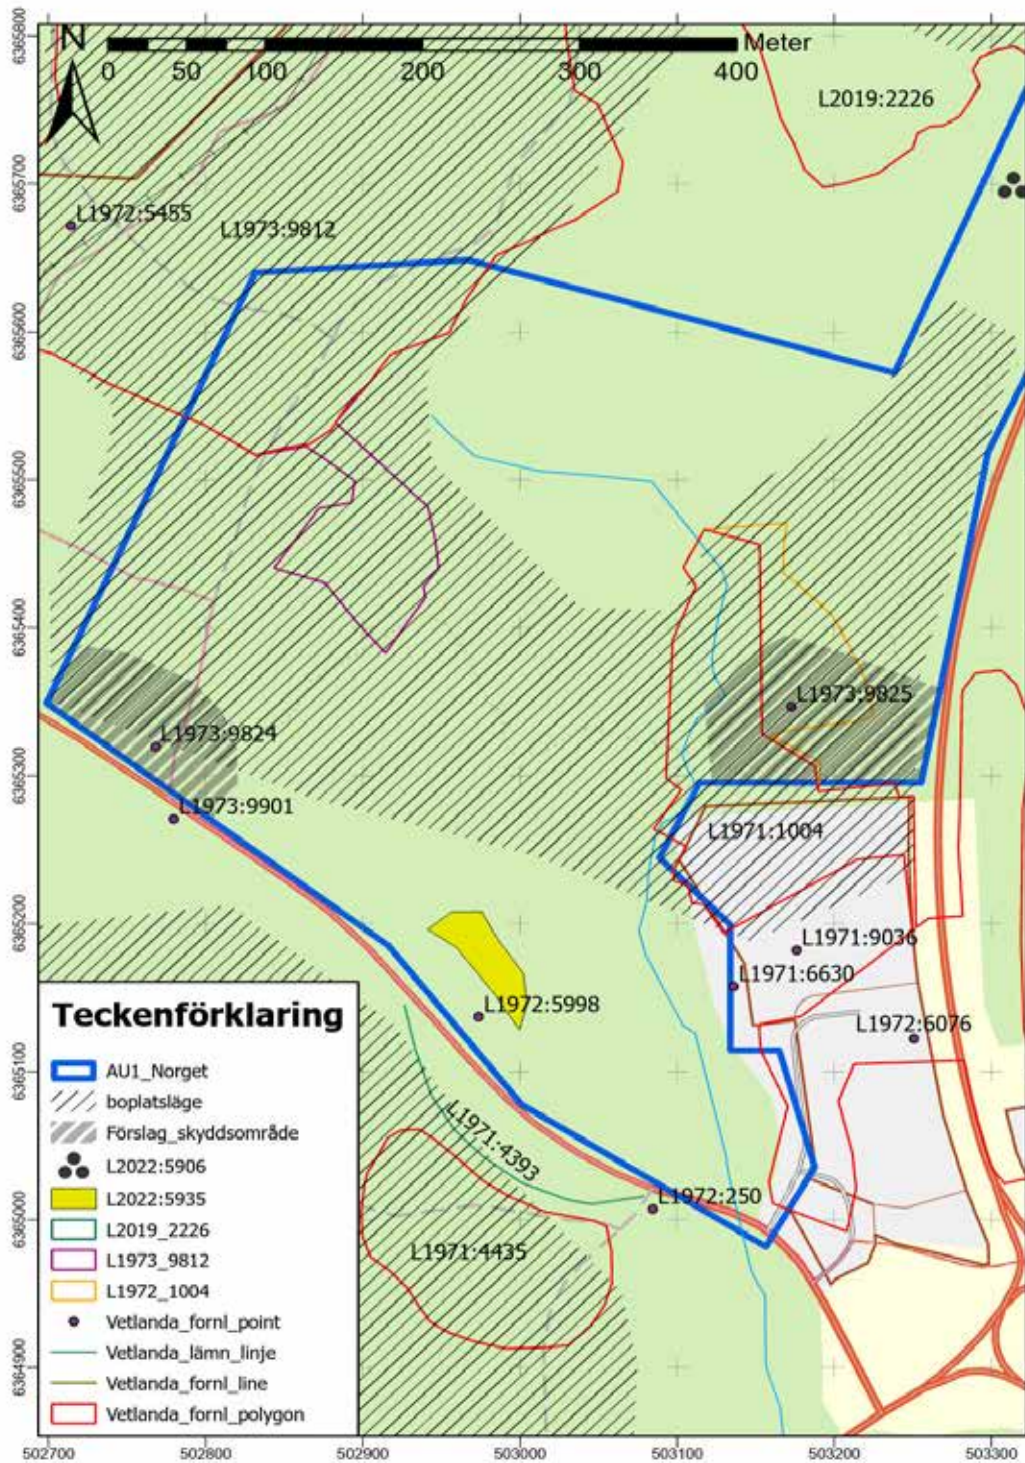 N
Meter
0 50 100 200 300 400
L2019:2226
L1972:5455
L1973:9812
L1973:9825
L1973:9824
L1973:9901
L1971:1004
L1971:9036
L1971:6630
L1972:5998
L1972:6076
L1971:4393
L1972:250
L1971:4435
Teckenförklaring
AU1_Norget
boplatsläge
Förslag_skyddsområde
L2022:5906
L2022:5935
L2019_2226
L1973_9812
L1972_1004
Vetlanda_fornl_point
Vetlanda_lämn_linje
Vetlanda_fornl_line
Vetlanda_fornl_polygon
6365800
6365700
6365600
6365500
6365400
6365300
6365200
6365100
6365000
6364900
502700 502800 502900 503000 503100 503200 503300